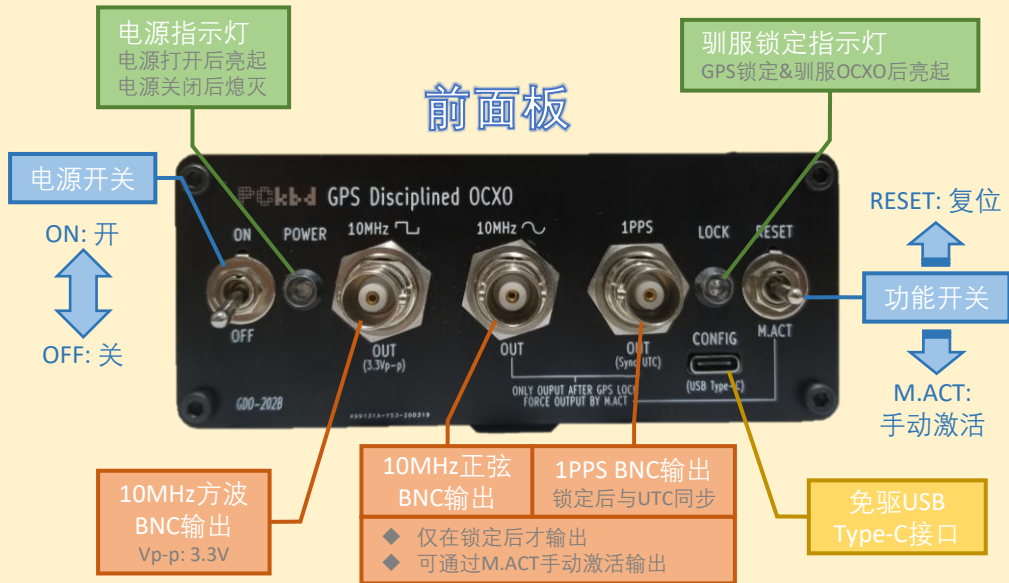 电源指示灯
电源打开后亮起
电源关闭后熄灭
驯服锁定指示灯
GPS锁定&驯服OCXO后亮起
前面板
电源开关
ON: 开
OFF: 关
RESET: 复位
功能开关
M.ACT:
手动激活
PCkbd GPS Disciplined OCXO
ON
POWER
10MHz
10MHz
1PPS
LOCK
RESET
OFF
OUT
(3.3Vp-p)
OUT
OUT
(Sync UTC)
CONFIG
(USB Type-C)
M.ACT
ONLY OUPUT AFTER GPS LOCK
FORCE OUTPUT BY M.ACT
GDO-202B
499121A-Y53-200319
10MHz方波
BNC输出
Vp-p: 3.3V
10MHz正弦
BNC输出
1PPS BNC输出
锁定后与UTC同步
◆ 仅在锁定后才输出
◆ 可通过M.ACT手动激活输出
免驱USB
Type-C接口